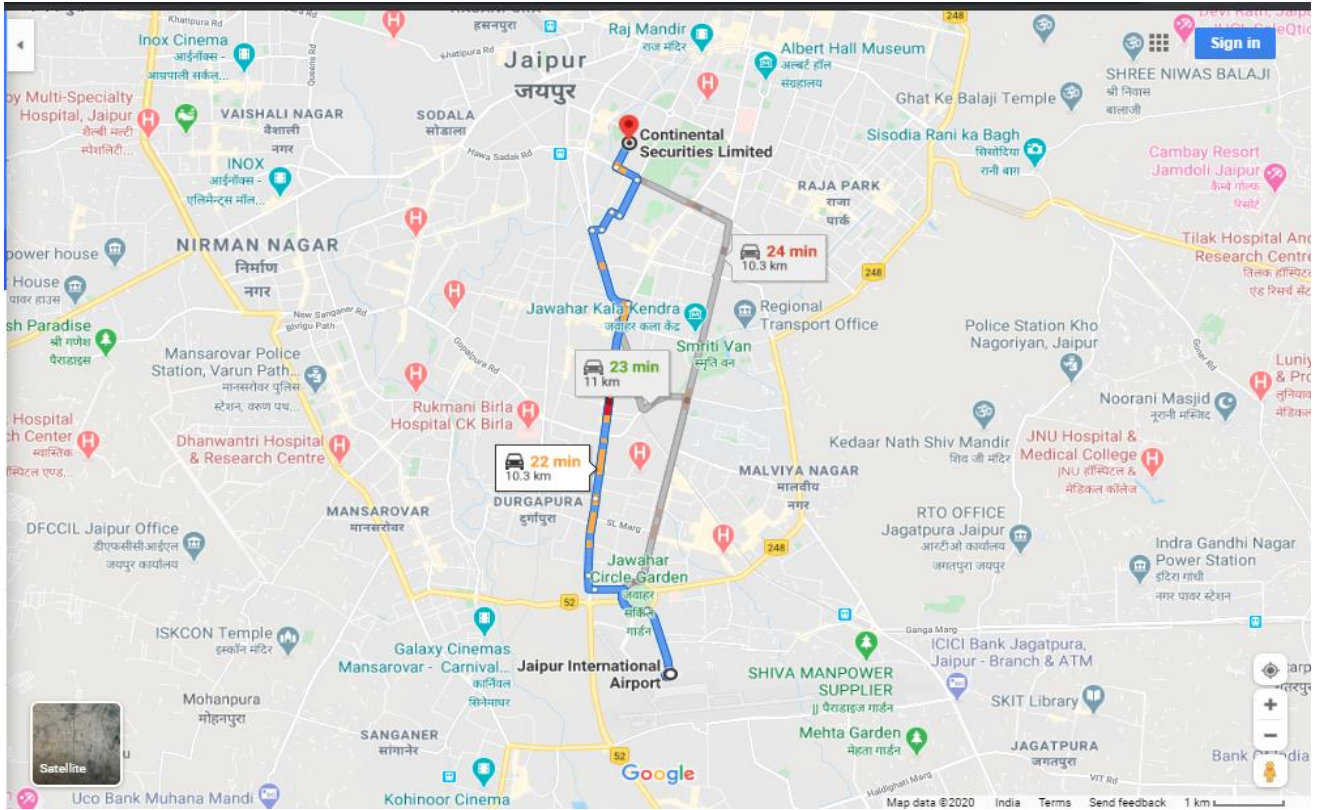 Khatipura Rd
हसनपुरा
Raj Mandir
राज मंदिर
248
Sign in
Inox Cinema
आईनॉक्स -
आम्रपाली सर्कल...
Queens Rd
Khatipura Rd
Jaipur
जयपुर
Albert Hall Museum
अल्बर्ट हॉल
संग्रहालय
SHREE NIWAS BALAJI
श्री निवास
बालाजी
Ghat Ke Balaji Temple
Multi-Specialty
Hospital, Jaipur
शैल्बी मल्टी
स्पेशलिटी...
VAISHALI NAGAR
वैशाली
नगर
SODALA
सोडाला
Continental
Securities Limited
Sisodia Rani ka Bagh
सिसोदिया
रानी बाग
Hawa Sadak Rd
INOX
आईनॉक्स -
एलिमेन्ट्स मॉल...
Cambay Resort
Jamdoli Jaipur
कैम्बे गोल्फ
रिसोर्ट
RAJA PARK
राजा
पार्क
NIRMAN NAGAR
निर्माण
नगर
power house
House
पावर हाउस
24 min
10.3 km
248
Tilak Hospital And
Research Centre
तिलक हॉस्पिटल
एंड रिसर्च सेंट
New Sanganer Rd
Bhrigu Path
Jawahar Kala Kendra
जवाहर कला केंद्र
Regional
Transport Office
sh Paradise
श्री गणेश
पैराडाइस
Gopalpura Rd
Smriti Van
स्मृति वन
Police Station Kho
Nagoriyan, Jaipur
Goner Rd
Mansarovar Police
Station, Varun Path...
मानसरोवर पुलिस
स्टेशन, वरुण पथ...
23 min
11 km
Rukmani Birla
Hospital CK Birla
Noorani Masjid
नूरानी मस्जिद
Hospital
ch Center
स्वास्तिक
Dhanwantri Hospital
& Research Centre
Kedaar Nath Shiv Mandir
शिव जी मंदिर
JNU Hospital &
Medical College
JNU हॉस्पिटल &
मेडिकल कॉलेज
22 min
10.3 km
MALVIYA NAGAR
मालवीय
नगर
DURGAPURA
दुर्गापुरा
MANSAROVAR
मानसरोवर
SL Marg
DFCCIL Jaipur Office
डीएफसीसीआईएल
जयपुर कार्यालय
RTO OFFICE
Jagatpura Jaipur
आरटीओ कार्यालय
जगतपुरा जयपुर
248
Indra Gandhi Nagar
Power Station
इंदिरा गांधी
नगर पावर स्टेशन
Jawahar
Circle Garden
जवाहर
सर्किल
गार्डन
52
ISKCON Temple
इस्कॉन मंदिर
Ganga Marg
Galaxy Cinemas
Mansarovar - Carnival...
कार्निवल
सिनेमाघर
Jaipur International
Airport
ICICI Bank Jagatpura,
Jaipur - Branch & ATM
SHIVA MANPOWER
SUPPLIER
JJ पैराडाइज गार्डन
SKIT Library
Mohanpura
मोहनपुरा
SANGANER
सांगानेर
Mehta Garden
मेहता गार्डन
JAGATPURA
जगतपुरा
52
Satellite
Google
Uco Bank Muhana Mandi
Kohinoor Cinema
Haldighati Marg
VIT Rd
Map data ©2020 India Terms Send feedback 1 km